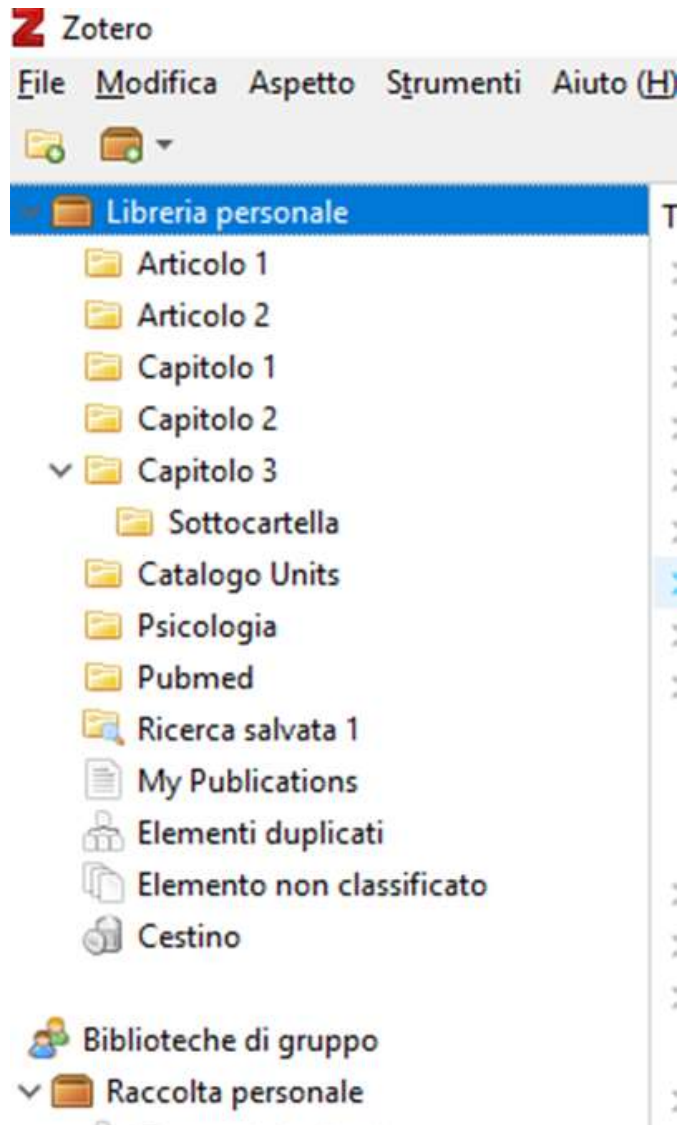 Zotero
File Modifica Aspetto Strumenti Aiuto (H)
Libreria personale
T
Articolo 1
Articolo 2
Capitolo 1
Capitolo 2
Capitolo 3
Sottocartella
Catalogo Units
Psicologia
Pubmed
Ricerca salvata 1
My Publications
Elementi duplicati
Elemento non classificato
Cestino
Biblioteche di gruppo
Raccolta personale